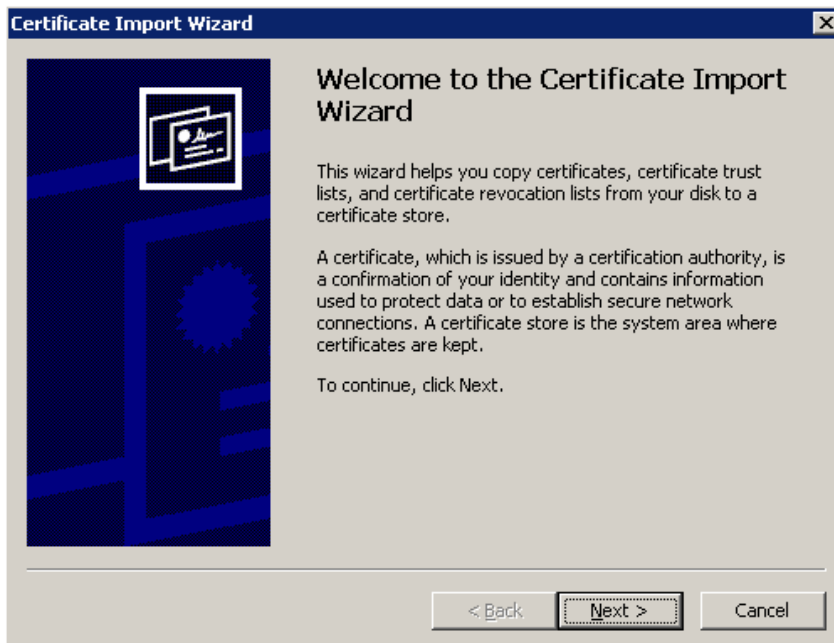 Certificate Import Wizard
Welcome to the Certificate Import
Wizard
This wizard helps you copy certificates, certificate trust
lists, and certificate revocation lists from your disk to a
certificate store.
A certificate, which is issued by a certification authority, is
a confirmation of your identity and contains information
used to protect data or to establish secure network
connections. A certificate store is the system area where
certificates are kept.
To continue, click Next.
< Back
Next >
Cancel